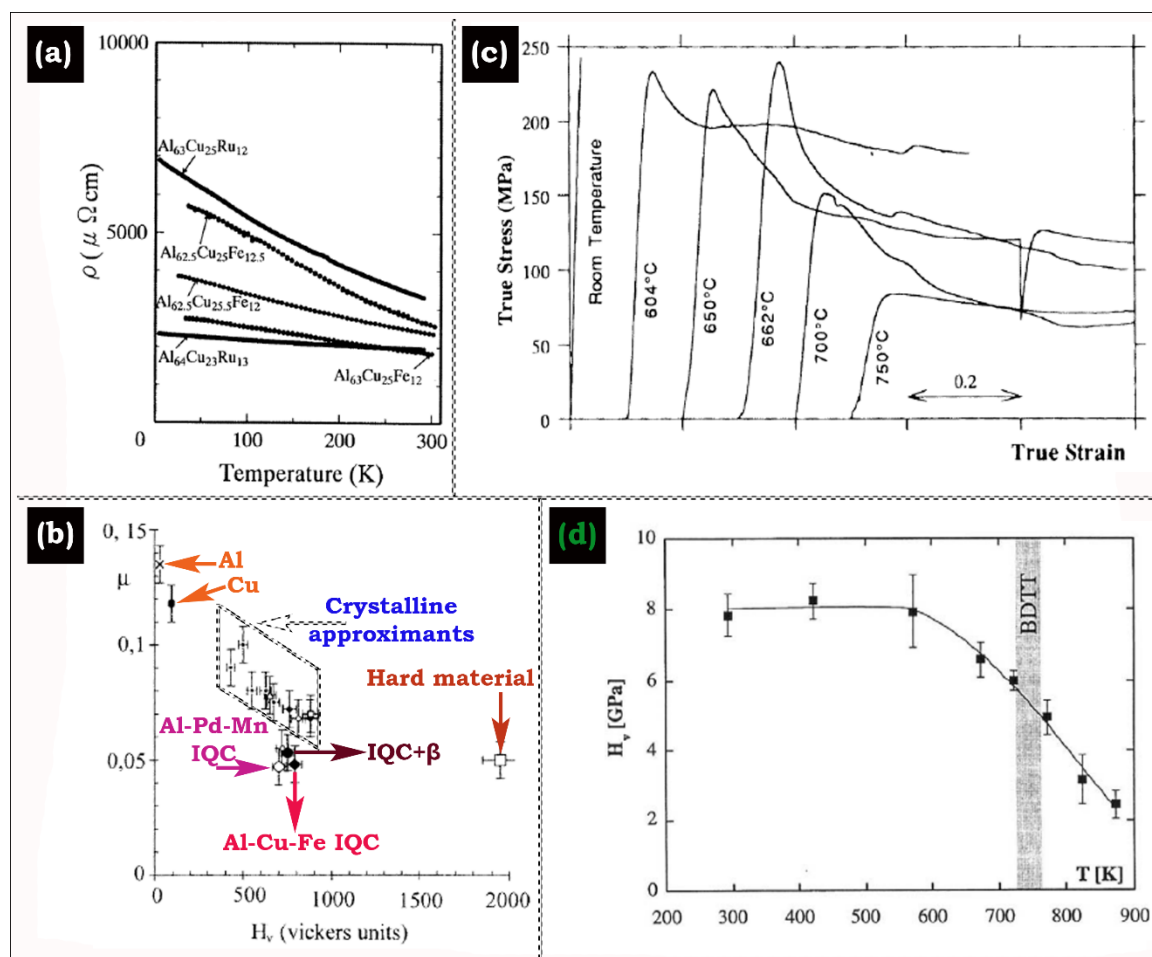 (a)
10000
5000
0
ρ ( μ Ω cm)
Al63Cu25Ru12
Al62.5Cu25Fe12.5
Al62.5Cu25.5Fe12
Al64Cu23Ru13
Al63Cu25Fe12
0 100 200 300
Temperature (K)
(c)
250
200
150
100
50
0
True Stress (MPa)
Room Temperature
604°C
650°C
662°C
700°C
750°C
0.2
True Strain
(b)
0, 15
μ
0,1
0,05
0
Al
Cu
Crystalline
approximants
Hard material
Al-Pd-Mn
IQC
IQC+β
Al-Cu-Fe IQC
0 500 1000 1500 2000
Hv (vickers units)
(d)
10
8
6
4
2
0
Hv [GPa]
BDTT
T [K]
200 300 400 500 600 700 800 900